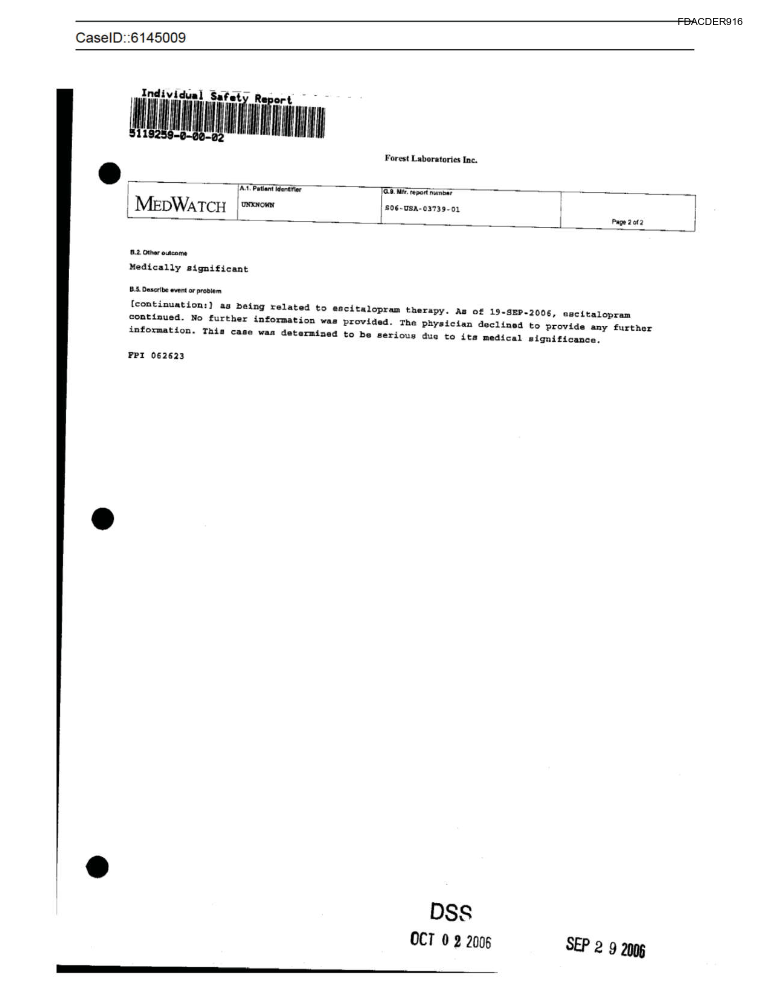 FDACDER916
CaseID::6145009
Individual Safety Report
5119259-0-00-02
Forest Laboratories Inc.
MEDWATCH
A.1. Patient Identifier
UNKNOWN
G.9. Mfr. report number
S06-USA-03739-01
Page 2 of 2
B.2. Other outcome
Medically significant
B.5. Describe event or problem
[continuation:] as being related to escitalopram therapy. As of 19-SEP-2006, escitalopram
continued. No further information was provided. The physician declined to provide any further
information. This case was determined to be serious due to its medical significance.
FPI 062623
DSS
OCT 02 2006
SEP 29 2006